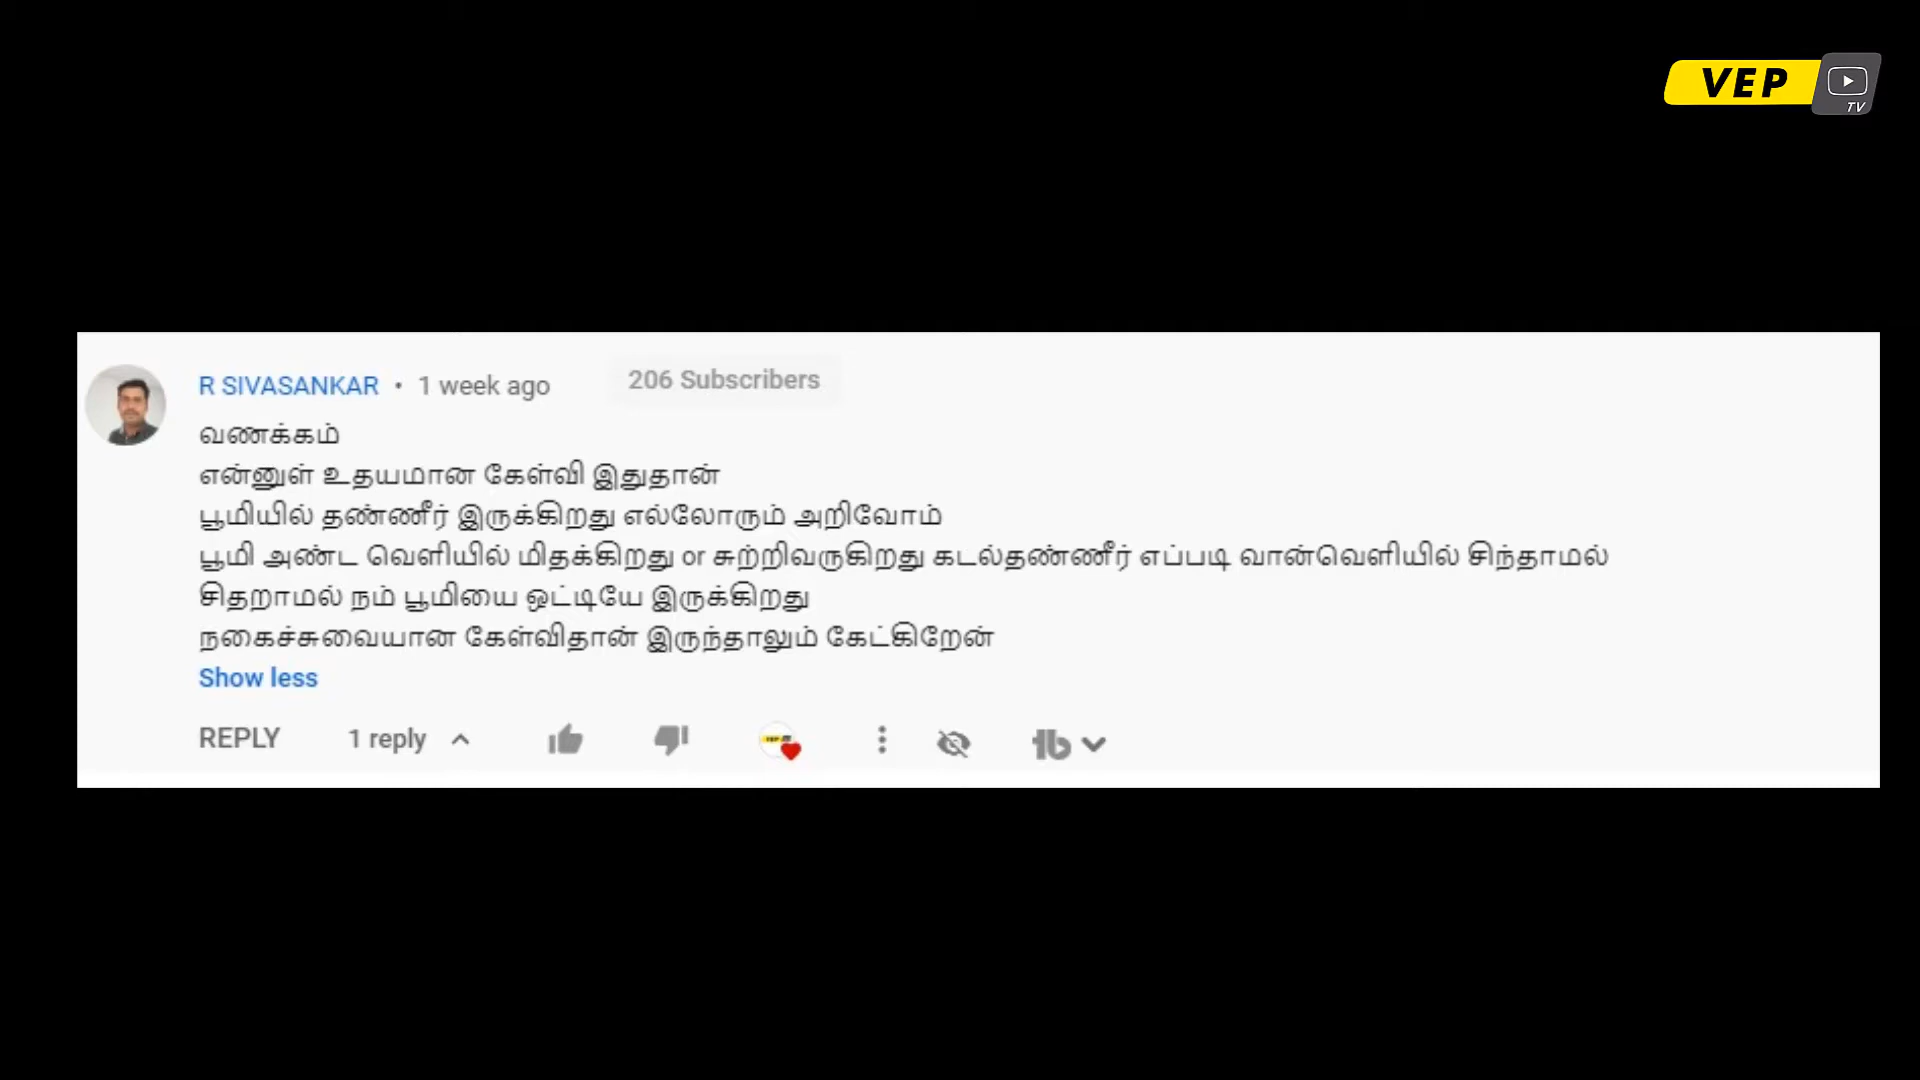 VEP
TV
R SIVASANKAR • 1 week ago 206 Subscribers
வணக்கம்
என்னுள் உதயமான கேள்வி இதுதான்
பூமியில் தண்ணீர் இருக்கிறது எல்லோரும் அறிவோம்
பூமி அண்ட வெளியில் மிதக்கிறது or சுற்றிவருகிறது கடல்தண்ணீர் எப்படி வான்வெளியில் சிந்தாமல்
சிதறாமல் நம் பூமியை ஒட்டியே இருக்கிறது
நகைச்சுவையான கேள்விதான் இருந்தாலும் கேட்கிறேன்
Show less
REPLY 1 reply